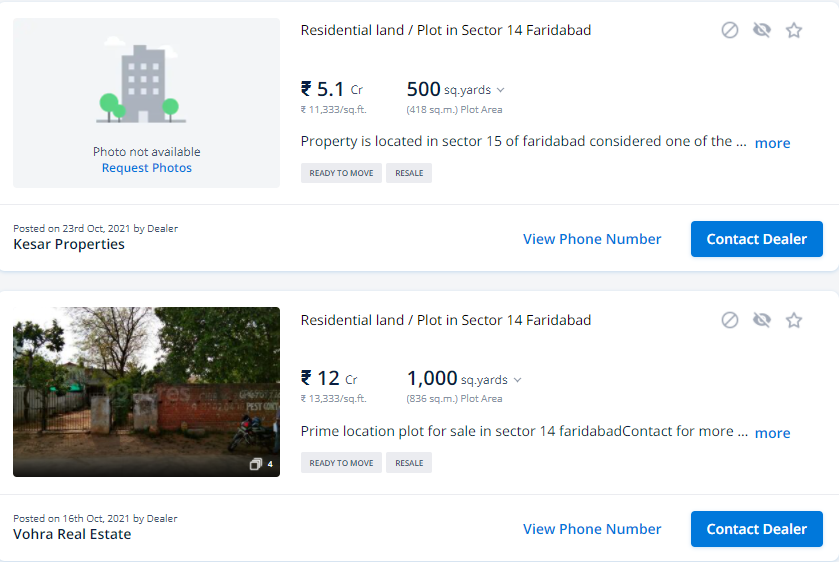 Residential land / Plot in Sector 14 Faridabad
₹ 5.1 Cr
500 sq.yards
₹ 11,333/sq.ft.
(418 sq.m.) Plot Area
Photo not available
Request Photos
Property is located in sector 15 of faridabad considered one of the ... more
READY TO MOVE
RESALE
Posted on 23rd Oct, 2021 by Dealer
Kesar Properties
View Phone Number
Contact Dealer
Residential land / Plot in Sector 14 Faridabad
₹ 12 Cr
1,000 sq.yards
₹ 13,333/sq.ft.
(836 sq.m.) Plot Area
99acres
PEST CONT
4
Prime location plot for sale in sector 14 faridabadContact for more ... more
READY TO MOVE
RESALE
Posted on 16th Oct, 2021 by Dealer
Vohra Real Estate
View Phone Number
Contact Dealer